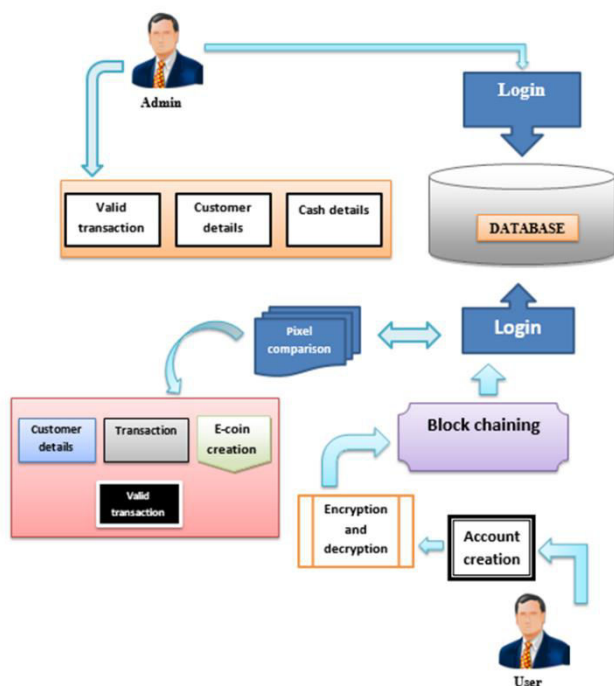 Admin
Login
Valid
transaction
Customer
details
Cash details
DATABASE
Pixel
comparison
Login
Customer
details
Transaction
E-coin
creation
Block chaining
Valid
transaction
Encryption
and
decryption
Account
creation
User